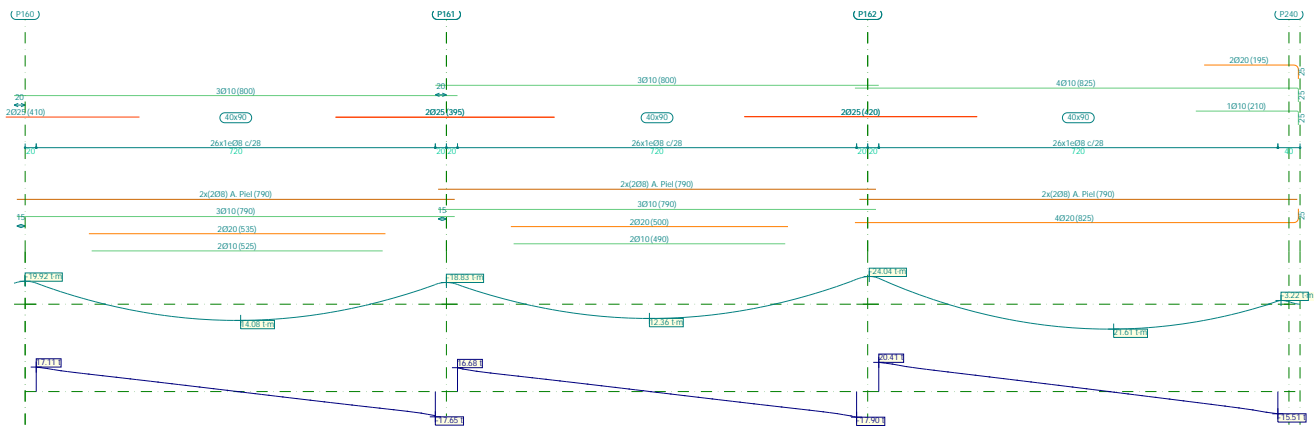 P160 P161 P162 P240
2Ø20(195)
25
3Ø10(800)
4Ø10(825)
20 3Ø10(800) 20
25
1Ø10(210)
2Ø25(410) 40x90 2Ø25(395) 40x90 2Ø25(420) 40x90
25
26x1eØ8 c/28 26x1eØ8 c/28 26x1eØ8 c/28
20 720 20 20 720 20 20 720 40
2x(2Ø8) A. Piel (790)
2x(2Ø8) A. Piel (790) 2x(2Ø8) A. Piel (790)
3Ø10(790)
15 3Ø10(790) 15
4Ø20(825) 25
2Ø20(500)
2Ø20(535)
2Ø10(490)
2Ø10(525)
-19.92 t·m -18.83 t·m -24.04 t·m
-3.22 t·m
14.08 t·m 12.36 t·m
21.61 t·m
17.11 t 16.68 t 20.41 t
-17.65 t -17.90 t -15.51 t